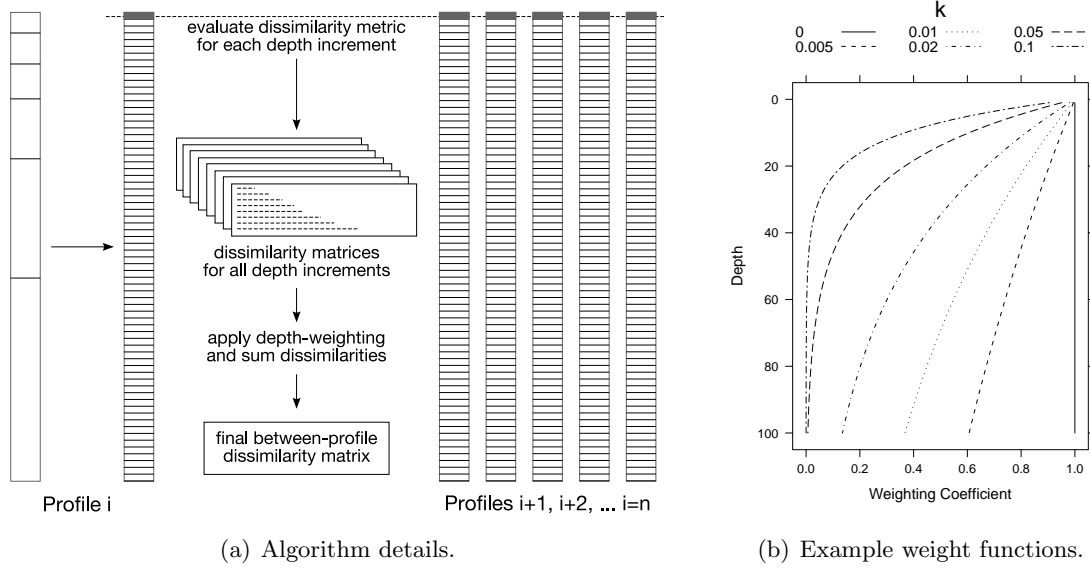 evaluate dissimilarity metric
for each depth increment
dissimilarity matrices
for all depth increments
apply depth-weighting
and sum dissimilarities
final between-profile
dissimilarity matrix
Profile i
Profiles i+1, i+2, ... i=n
(a) Algorithm details.
k
0
0.005
0.01
0.02
0.05
0.1
Depth
0
20
40
60
80
100
0.0 0.2 0.4 0.6 0.8 1.0
Weighting Coefficient
(b) Example weight functions.